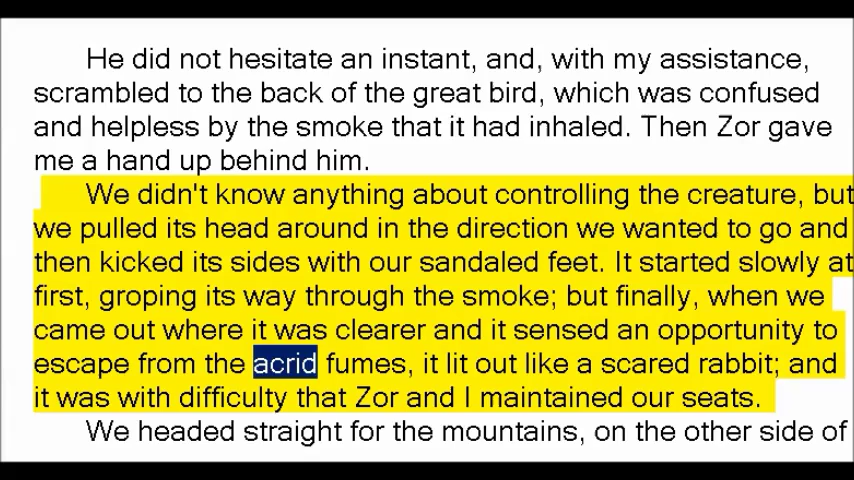 He did not hesitate an instant, and, with my assistance,
scrambled to the back of the great bird, which was confused
and helpless by the smoke that it had inhaled. Then Zor gave
me a hand up behind him.
We didn't know anything about controlling the creature, but
we pulled its head around in the direction we wanted to go and
then kicked its sides with our sandaled feet. It started slowly at
first, groping its way through the smoke; but finally, when we
came out where it was clearer and it sensed an opportunity to
escape from the acrid fumes, it lit out like a scared rabbit; and
it was with difficulty that Zor and I maintained our seats.
We headed straight for the mountains, on the other side of